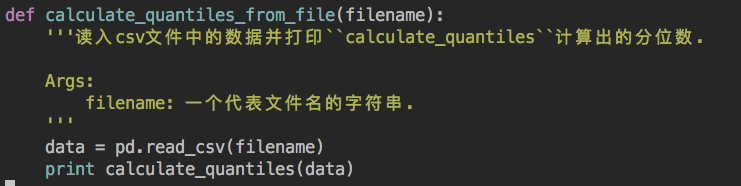 def calculate_quantiles_from_file(filename):
    '''读入csv文件中的数据并打印``calculate_quantiles``计算出的分位数.
    Args:
        filename: 一个代表文件名的字符串.
    '''
    data = pd.read_csv(filename)
    print calculate_quantiles(data)